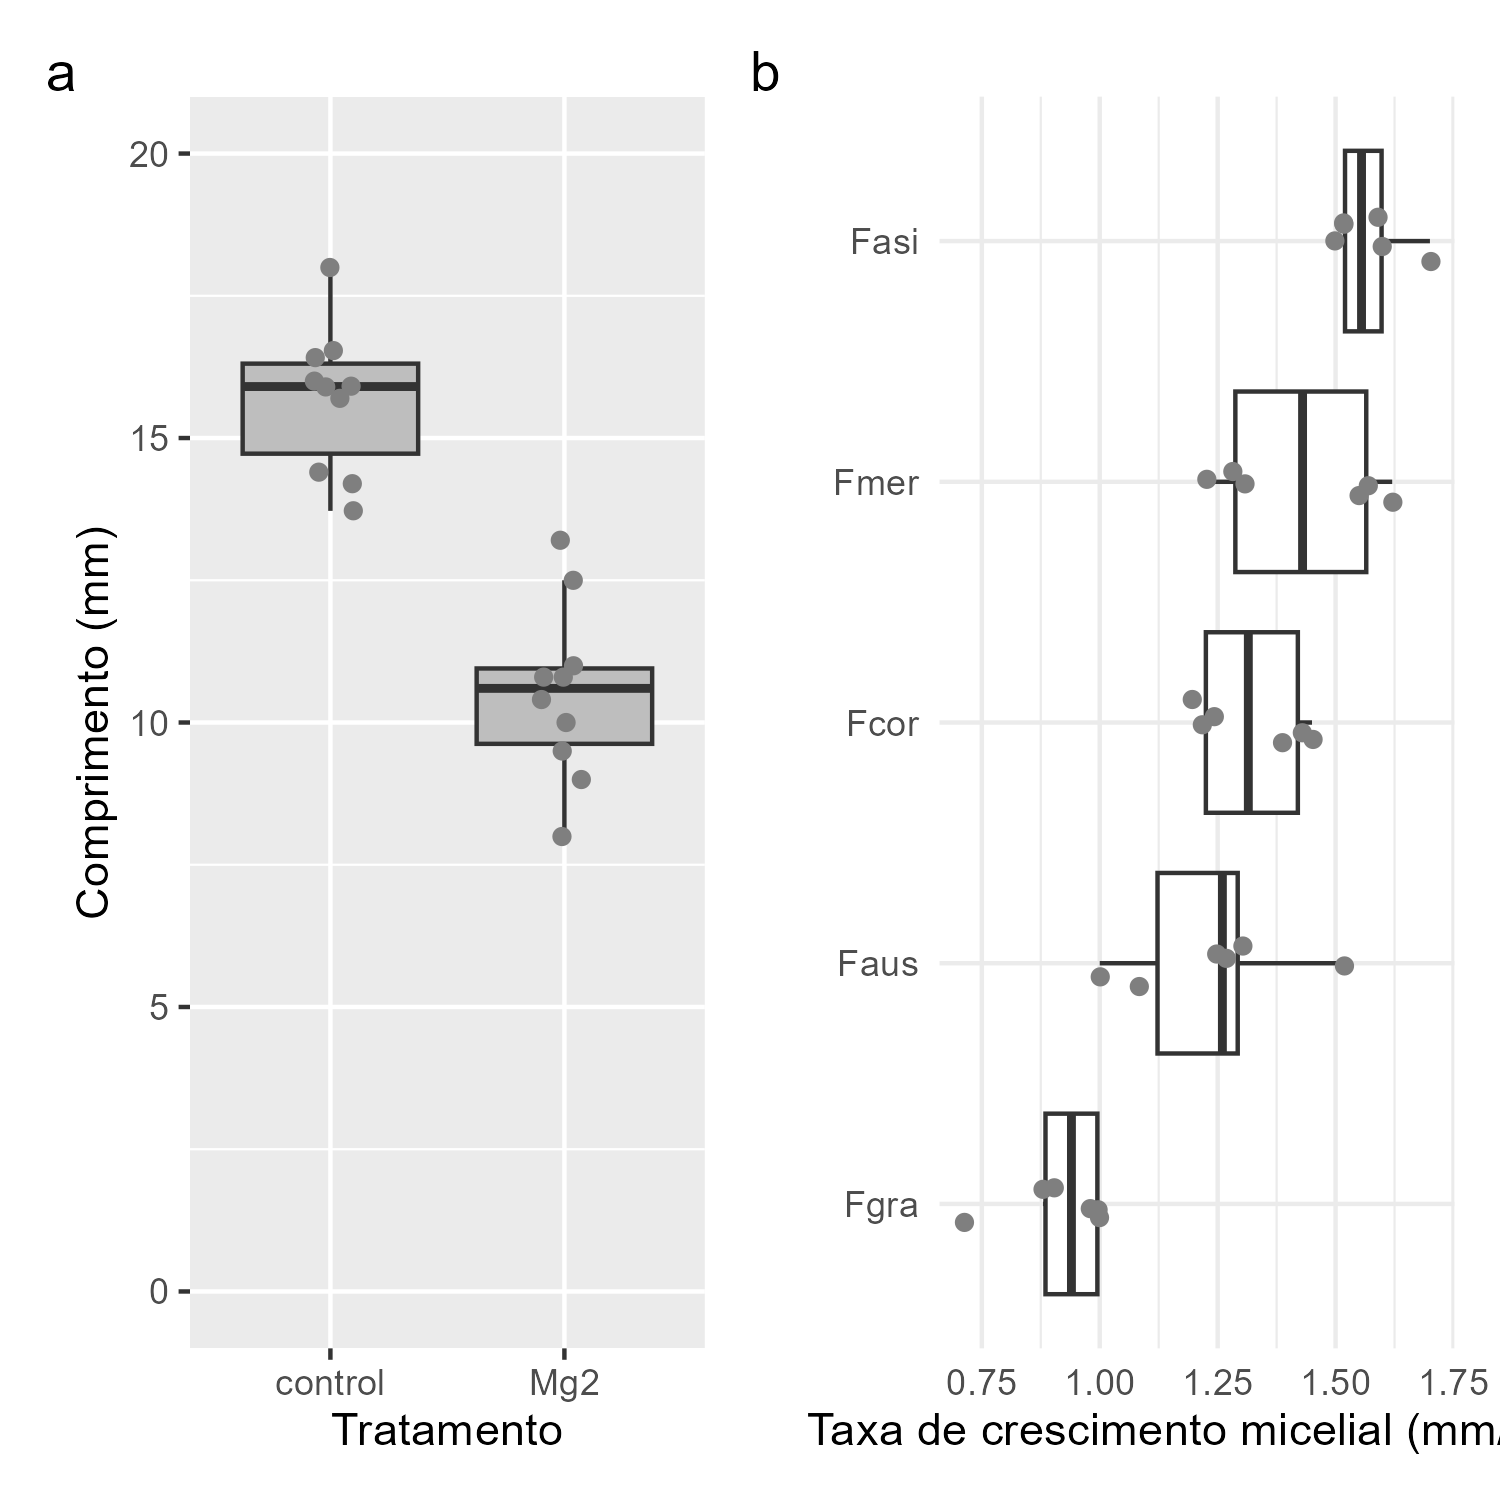 a
20
15
10
5
0
Comprimento (mm)
control Mg2
Tratamento
b
Fasi
Fmer
Fcor
Faus
Fgra
0.75 1.00 1.25 1.50 1.75
Taxa de crescimento micelial (mm/